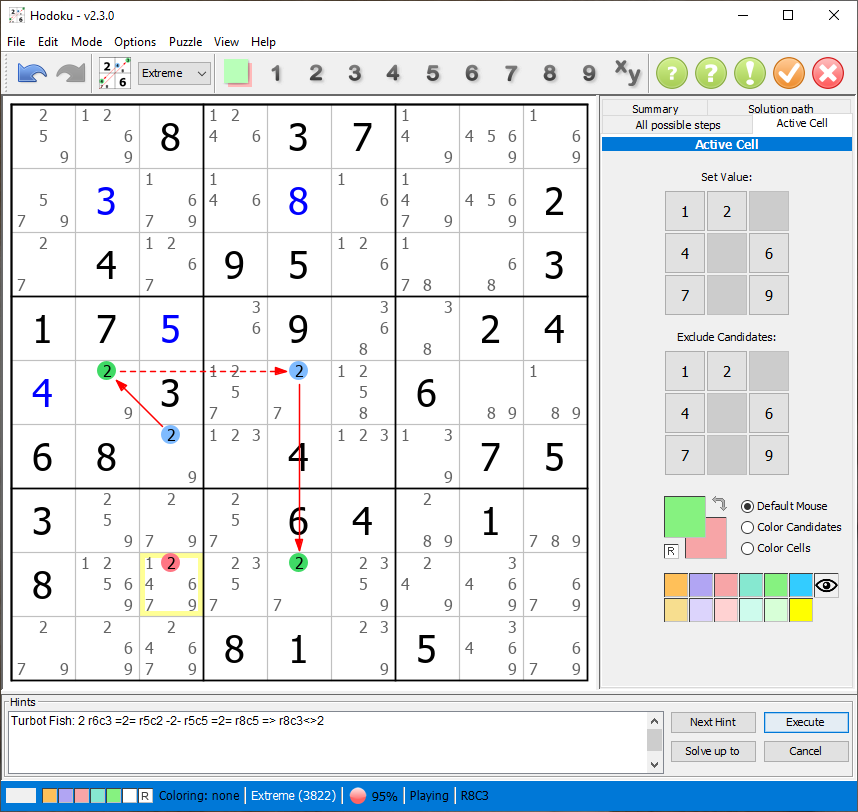 Hodoku - v2.3.0
File Edit Mode Options Puzzle View Help
2 6 Extreme 1 2 3 4 5 6 7 8 9 x y ? ? !
2 1 2 1 2 1 1
5 6 8 4 6 3 7 4 4 5 6 6
9 9 9 9 9
1 1 1 1
5 3 6 4 6 8 6 4 4 5 6 2
7 9 7 9 7 9 9
2 1 2 1 2 1
4 6 9 5 6 6 3
7 7 7 8 8
3 3 3
1 7 5 6 9 6 2 4
8 8
2 1 2 2 1 2 1
4 3 5 5 6
9 7 7 8 8 9 8 9
2 1 2 3 1 2 3 1 3
6 8 4 7 5
9 9
2 2 2 2
3 5 5 6 4 1
9 7 9 7 8 9 7 8 9
1 2 1 2 2 3 2 2 3 2 3
8 5 6 4 6 5 5 4 4 6 6
9 7 9 7 7 9 9 9 7 9
2 2 2 2 3 3
6 4 6 8 1 5 4 6 6
7 9 9 7 9 9 9 7 9
Summary Solution path
All possible steps Active Cell
Active Cell
Set Value:
1 2
4 6
7 9
Exclude Candidates:
1 2
4 6
7 9
Default Mouse
Color Candidates
R Color Cells
Hints
Turbot Fish: 2 r6c3 =2= r5c2 -2- r5c5 =2= r8c5 => r8c3<>2
Next Hint Execute
Solve up to Cancel
R Coloring: none Extreme (3822) 95% Playing R8C3